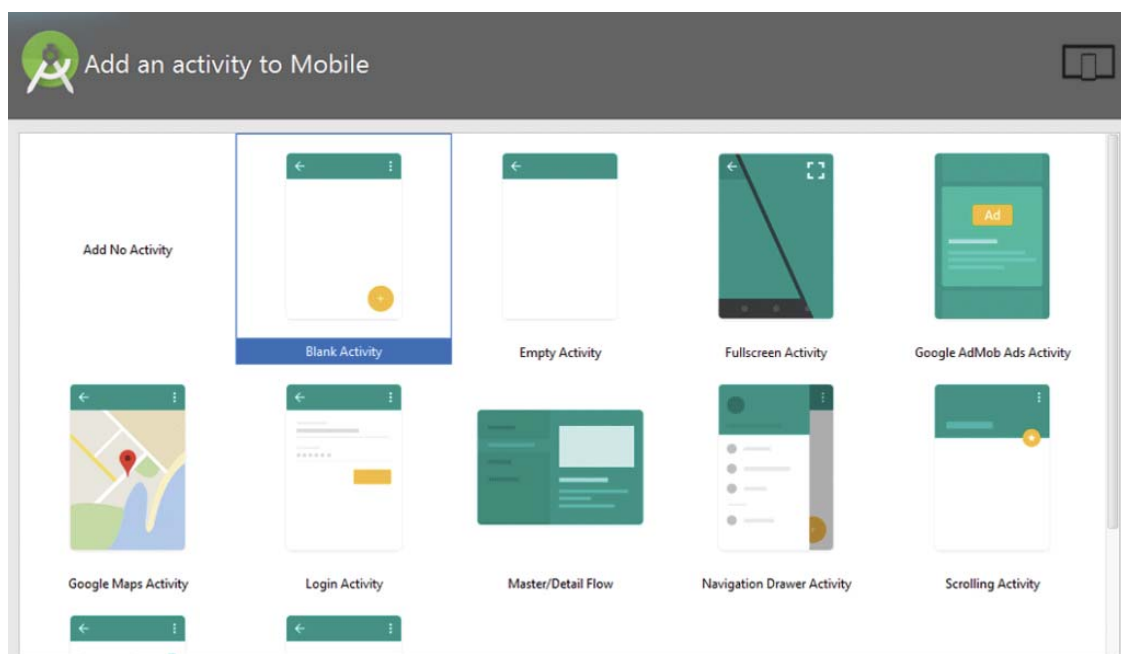 Add an activity to Mobile
Ad
Add No Activity
Blank Activity
Empty Activity
Fullscreen Activity
Google AdMob Ads Activity
Google Maps Activity
Login Activity
Master/Detail Flow
Navigation Drawer Activity
Scrolling Activity